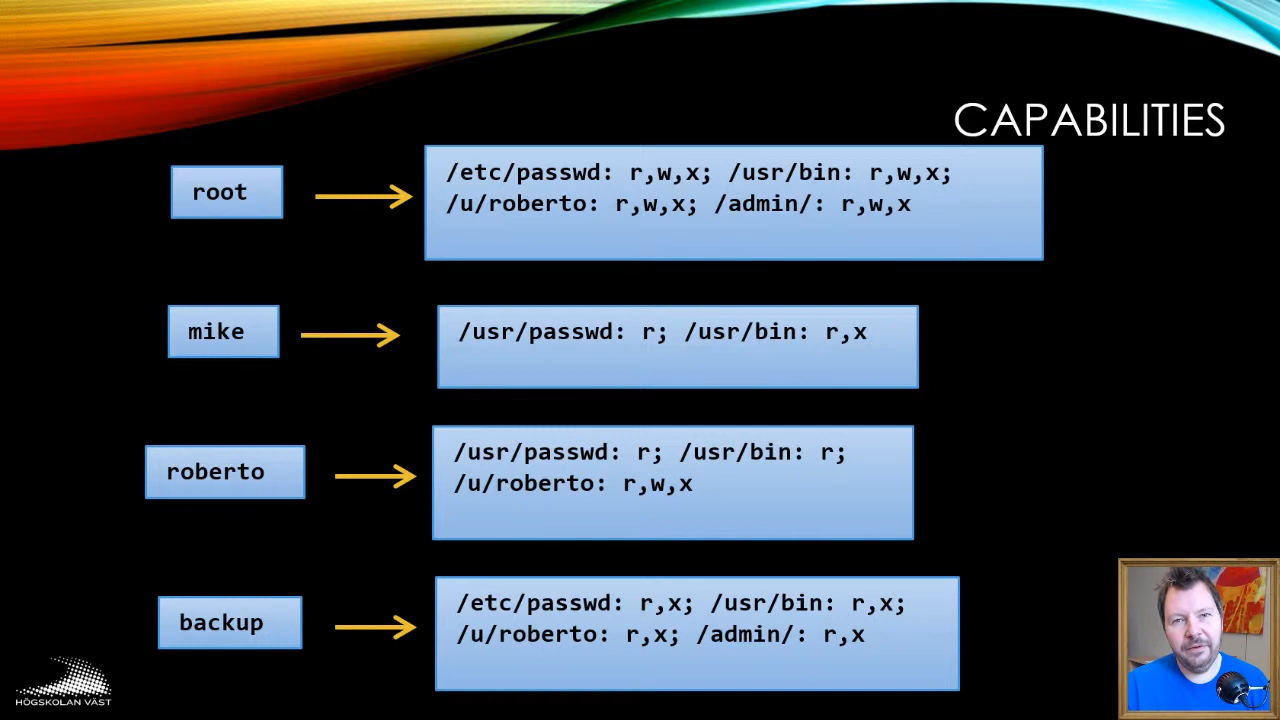 CAPABILITIES
root
/etc/passwd: r,w,x; /usr/bin: r,w,x;
/u/roberto: r,w,x; /admin/: r,w,x
mike
/usr/passwd: r; /usr/bin: r,x
roberto
/usr/passwd: r; /usr/bin: r;
/u/roberto: r,w,x
backup
/etc/passwd: r,x; /usr/bin: r,x;
/u/roberto: r,x; /admin/: r,x
HÖGSKOLAN VÄST